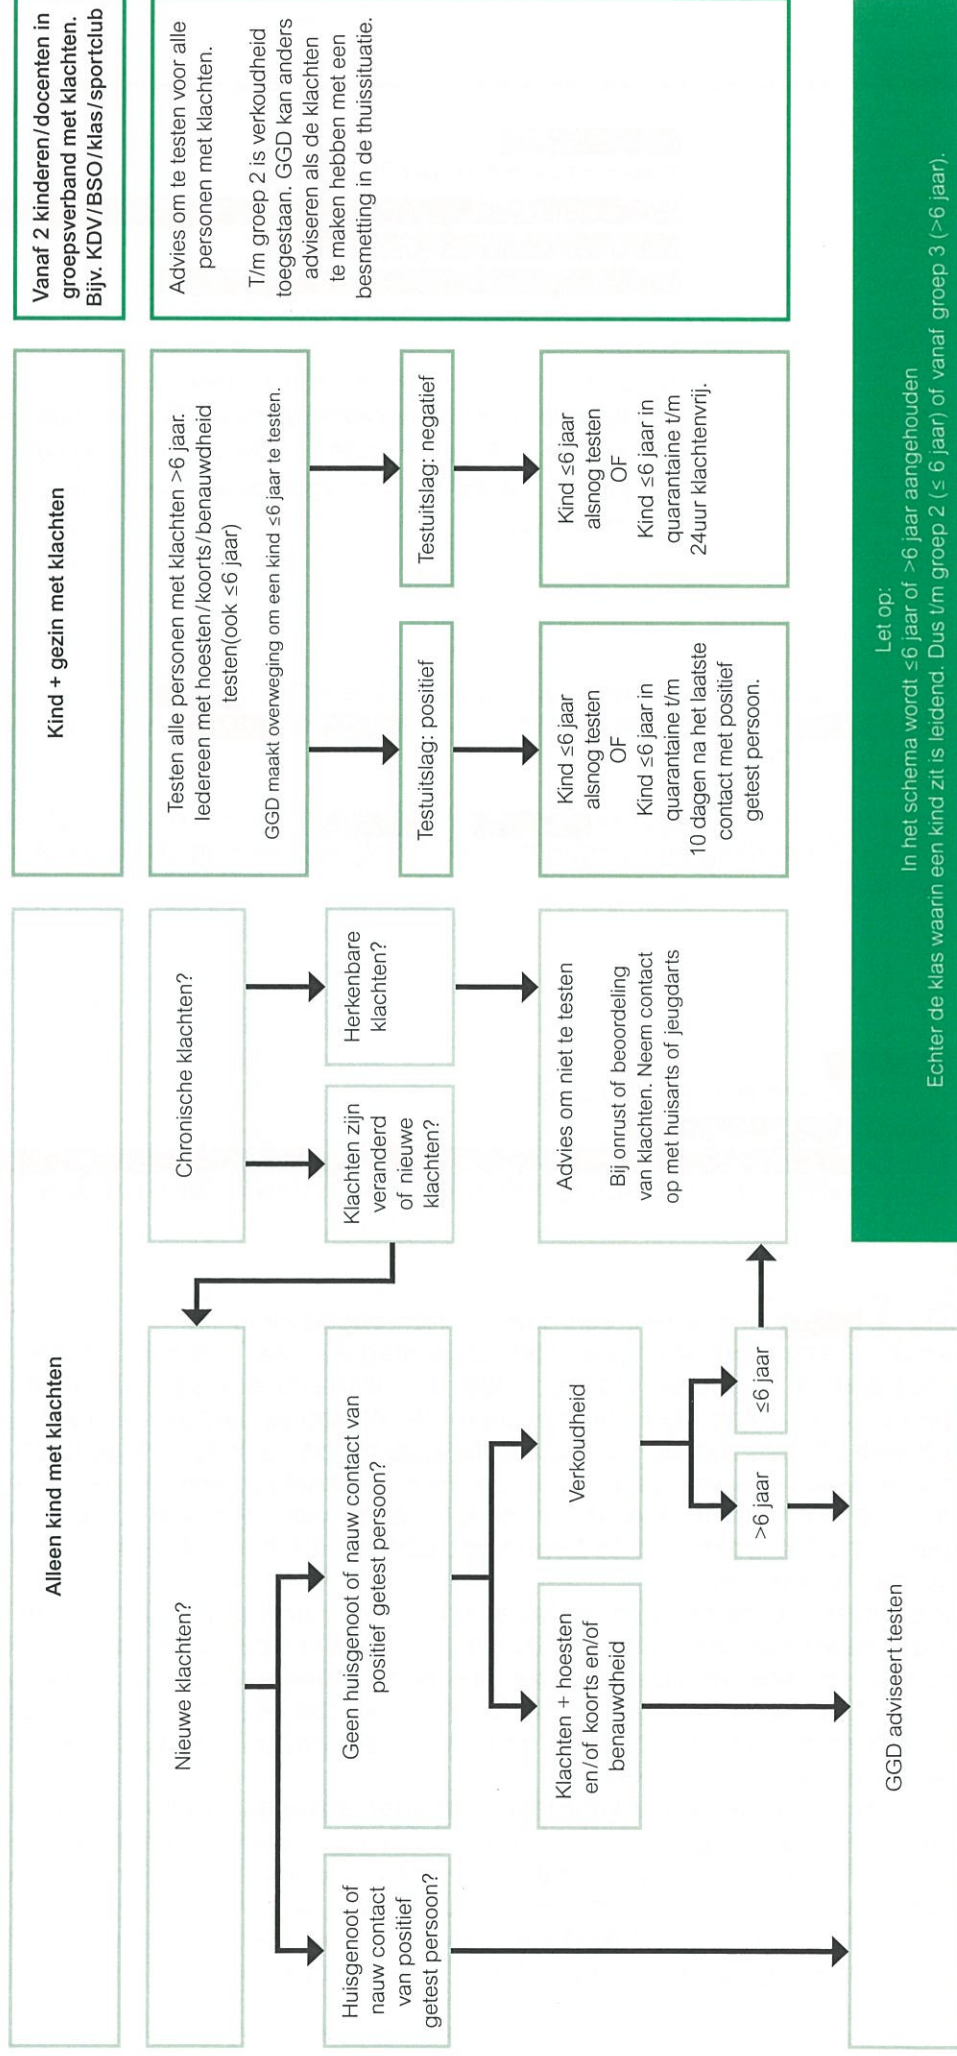 Alleen kind met klachten
Nieuwe klachten?
Huisgenoot of
nauw contact
van positief
getest persoon?
Geen huisgenoot of nauw contact van
positief getest persoon?
Klachten + hoesten
en/of koorts en/of
benauwdheid
Verkoudheid
>6 jaar
≤6 jaar
GGD adviseert testen
Chronische klachten?
Klachten zijn
veranderd
of nieuwe
klachten?
Herkenbare
klachten?
Advies om niet te testen
Bij onrust of beoordeling
van klachten. Neem contact
op met huisarts of jeugdarts
Kind + gezin met klachten
Testen alle personen met klachten >6 jaar.
Iedereen met hoesten/koorts/benauwdheid
testen(ook ≤6 jaar)
GGD maakt overweging om een kind ≤6 jaar te testen.
Testuitslag: positief
Testuitslag: negatief
Kind ≤6 jaar
alsnog testen
OF
Kind ≤6 jaar in
quarantaine t/m
10 dagen na het laatste
contact met positief
getest persoon.
Kind ≤6 jaar
alsnog testen
OF
Kind ≤6 jaar in
quarantaine t/m
24uur klachtenvrij.
Vanaf 2 kinderen/docenten in
groepsverband met klachten.
Bijv. KDV/BSO/klas/sportclub
Advies om te testen voor alle
personen met klachten.
T/m groep 2 is verkoudheid
toegestaan. GGD kan anders
adviseren als de klachten
te maken hebben met een
besmetting in de thuissituatie.
Let op:
In het schema wordt ≤6 jaar of >6 jaar aangehouden
Echter de klas waarin een kind zit is leidend. Dus t/m groep 2 (≤ 6 jaar) of vanaf groep 3 (>6 jaar).